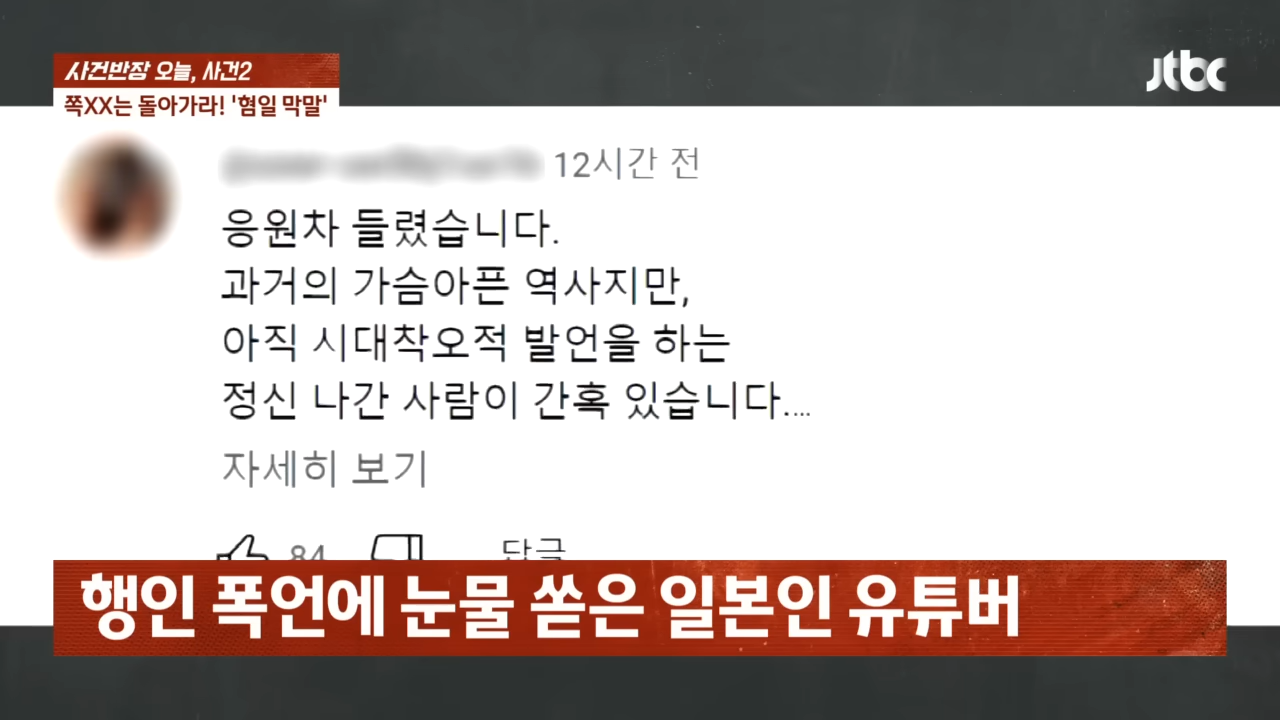 사건반장 오늘, 사건2
jtbc
쪽XX는 돌아가라! '혐일 막말'
12시간 전
응원차 들렸습니다.
과거의 가슴아픈 역사지만,
아직 시대착오적 발언을 하는
정신 나간 사람이 간혹 있습니다....
자세히 보기
84
답글
행인 폭언에 눈물 쏟은 일본인 유튜버